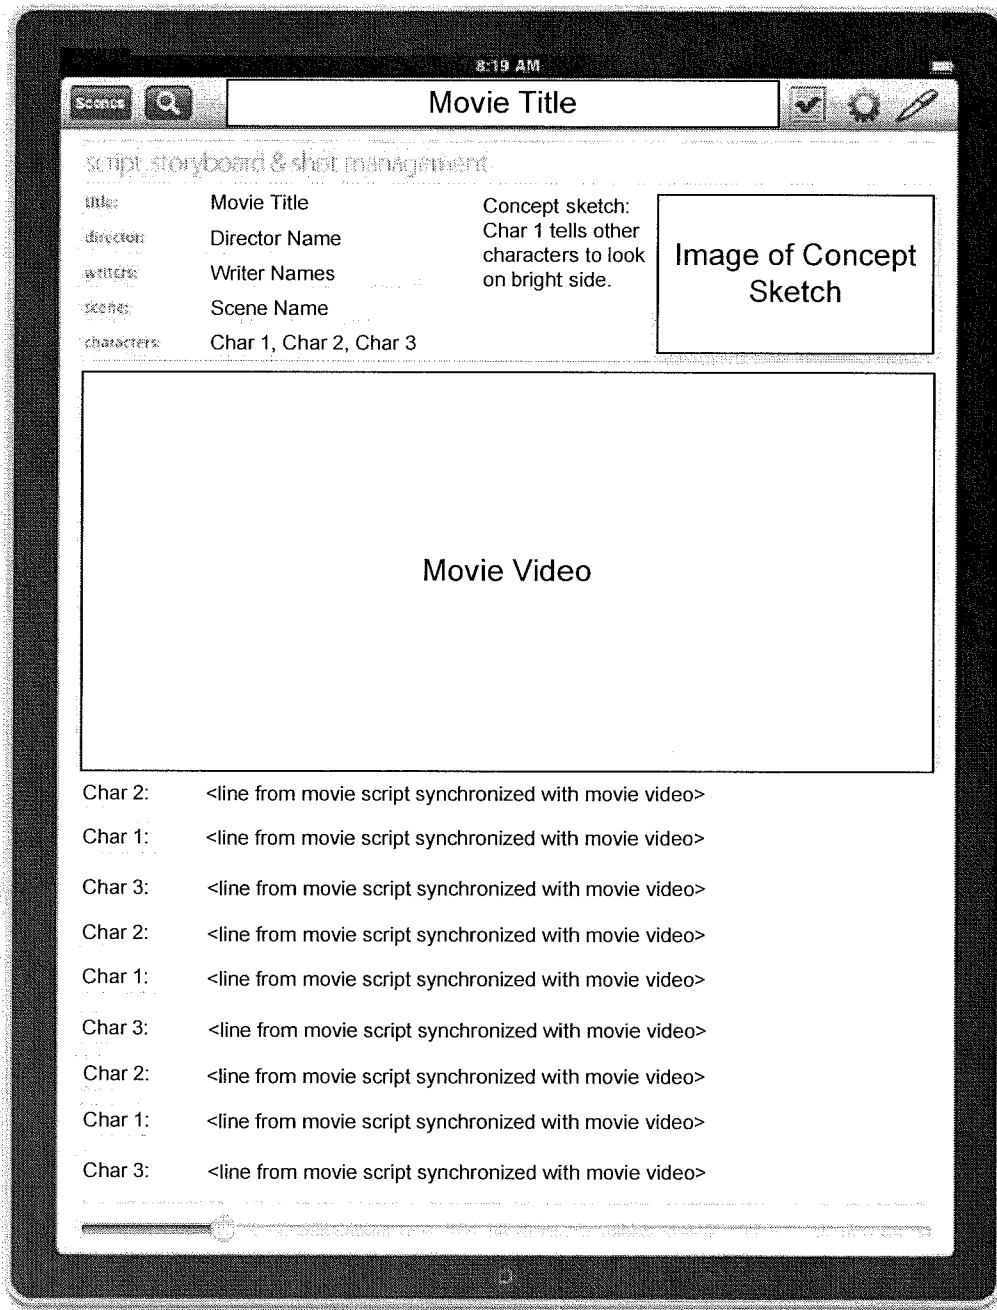 8:19 AM
Scenes
Movie Title
script, storyboard & shot management
title: Movie Title
director: Director Name
writers: Writer Names
scene: Scene Name
characters: Char 1, Char 2, Char 3
Concept sketch:
Char 1 tells other
characters to look
on bright side.
Image of Concept
Sketch
Movie Video
Char 2: <line from movie script synchronized with movie video>
Char 1: <line from movie script synchronized with movie video>
Char 3: <line from movie script synchronized with movie video>
Char 2: <line from movie script synchronized with movie video>
Char 1: <line from movie script synchronized with movie video>
Char 3: <line from movie script synchronized with movie video>
Char 2: <line from movie script synchronized with movie video>
Char 1: <line from movie script synchronized with movie video>
Char 3: <line from movie script synchronized with movie video>